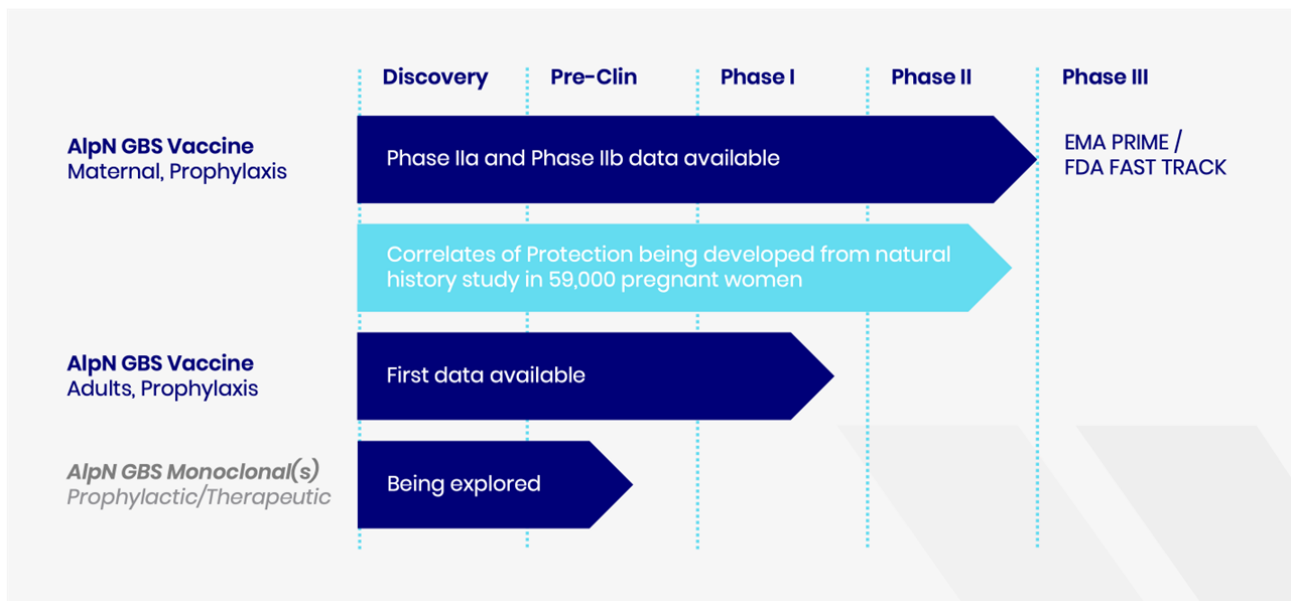 Discovery
Pre-Clin
Phase I
Phase II
Phase III
AlpN GBS Vaccine
Maternal, Prophylaxis
Phase IIa and Phase IIb data available
EMA PRIME /
FDA FAST TRACK
Correlates of Protection being developed from natural
history study in 59,000 pregnant women
AlpN GBS Vaccine
Adults, Prophylaxis
First data available
AlpN GBS Monoclonal(s)
Prophylactic/Therapeutic
Being explored